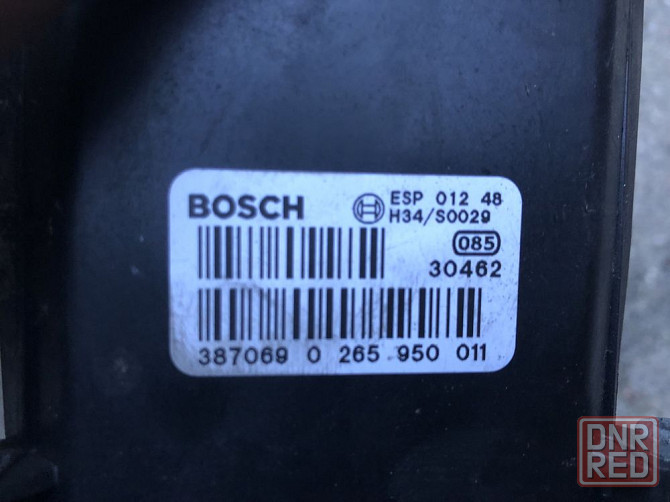 BOSCH
ESP 012 48
H34/S0029
085
30462
387069 0 265 950 011
DNR
RED